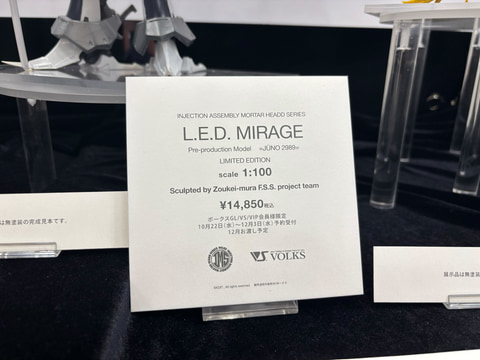 INJECTION ASSEMBLY MORTAR HEADD SERIES
L.E.D. MIRAGE
Pre-production Model «JUNO 2989»
LIMITED EDITION
scale 1:100
Sculpted by Zoukei-mura F.S.S. project team
¥14,850税込
ボークスGL/VS/VIP会員様限定
10月22日(水)～12月3日(水)予約受付
12月お渡し予定
IMS
VS VOLKS
は無塗装の完成見本です。
展示品は無塗装